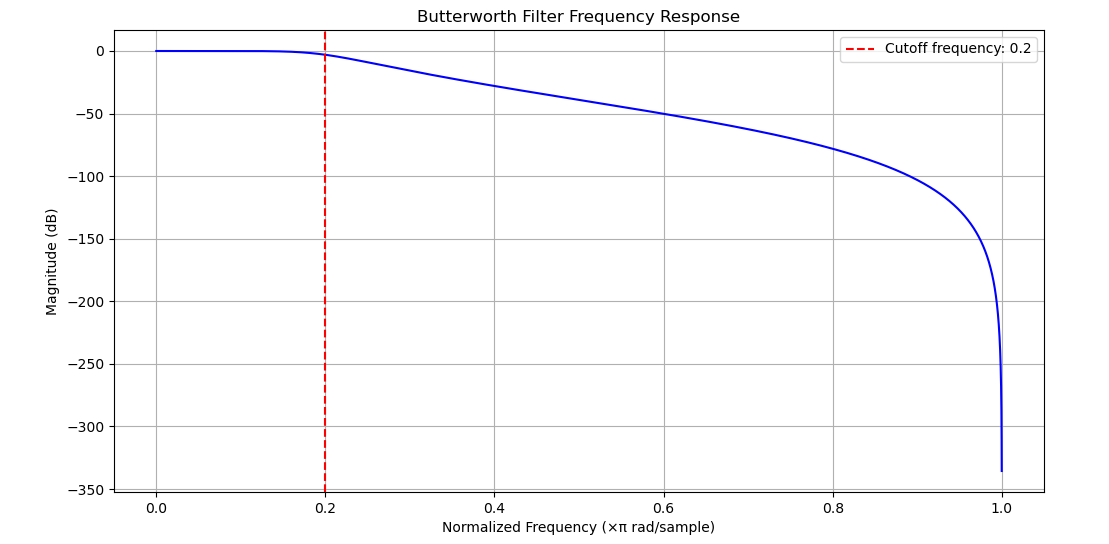 Butterworth Filter Frequency Response
Cutoff frequency: 0.2
Magnitude (dB)
0
−50
−100
−150
−200
−250
−300
−350
0.0 0.2 0.4 0.6 0.8 1.0
Normalized Frequency (×π rad/sample)